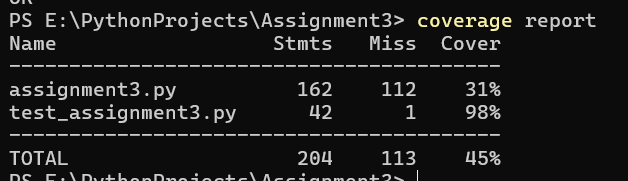 OK
PS E:\PythonProjects\Assignment3> coverage report
Name                 Stmts   Miss  Cover
----------------------------------------
assignment3.py         162    112    31%
test_assignment3.py     42      1    98%
----------------------------------------
TOTAL                  204    113    45%
PS E:\PythonProjects\Assignment3>